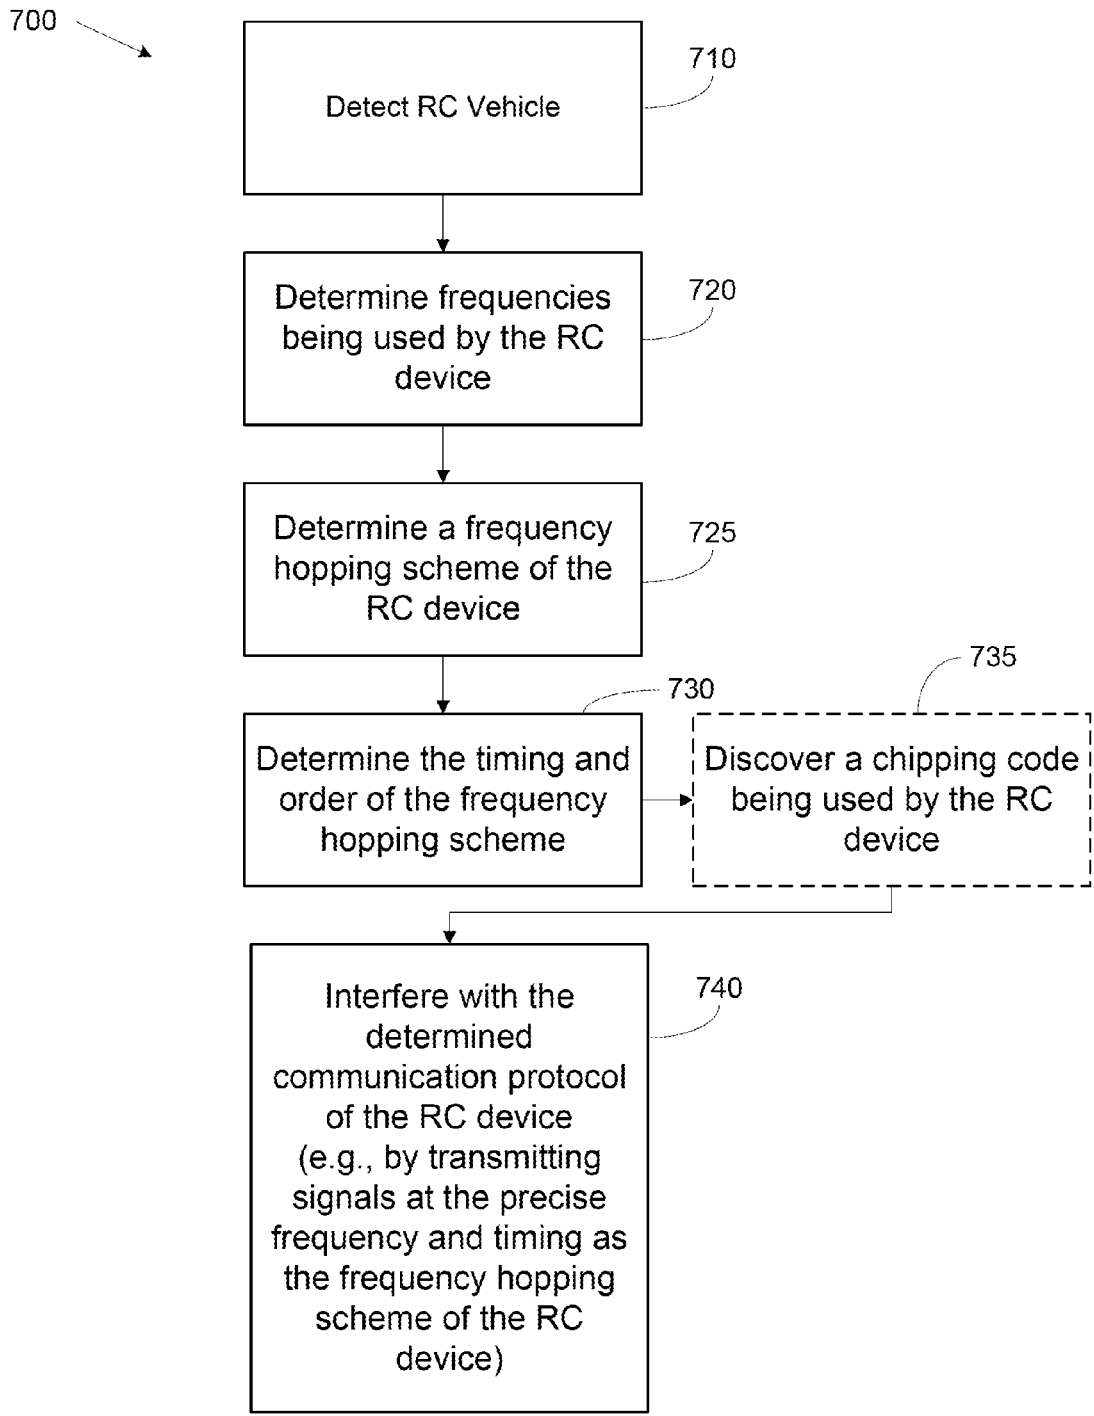 700
710
Detect RC Vehicle
720
Determine frequencies
being used by the RC
device
725
Determine a frequency
hopping scheme of the
RC device
730
Determine the timing and
order of the frequency
hopping scheme
735
Discover a chipping code
being used by the RC
device
740
Interfere with the
determined
communication protocol
of the RC device
(e.g., by transmitting
signals at the precise
frequency and timing as
the frequency hopping
scheme of the RC
device)